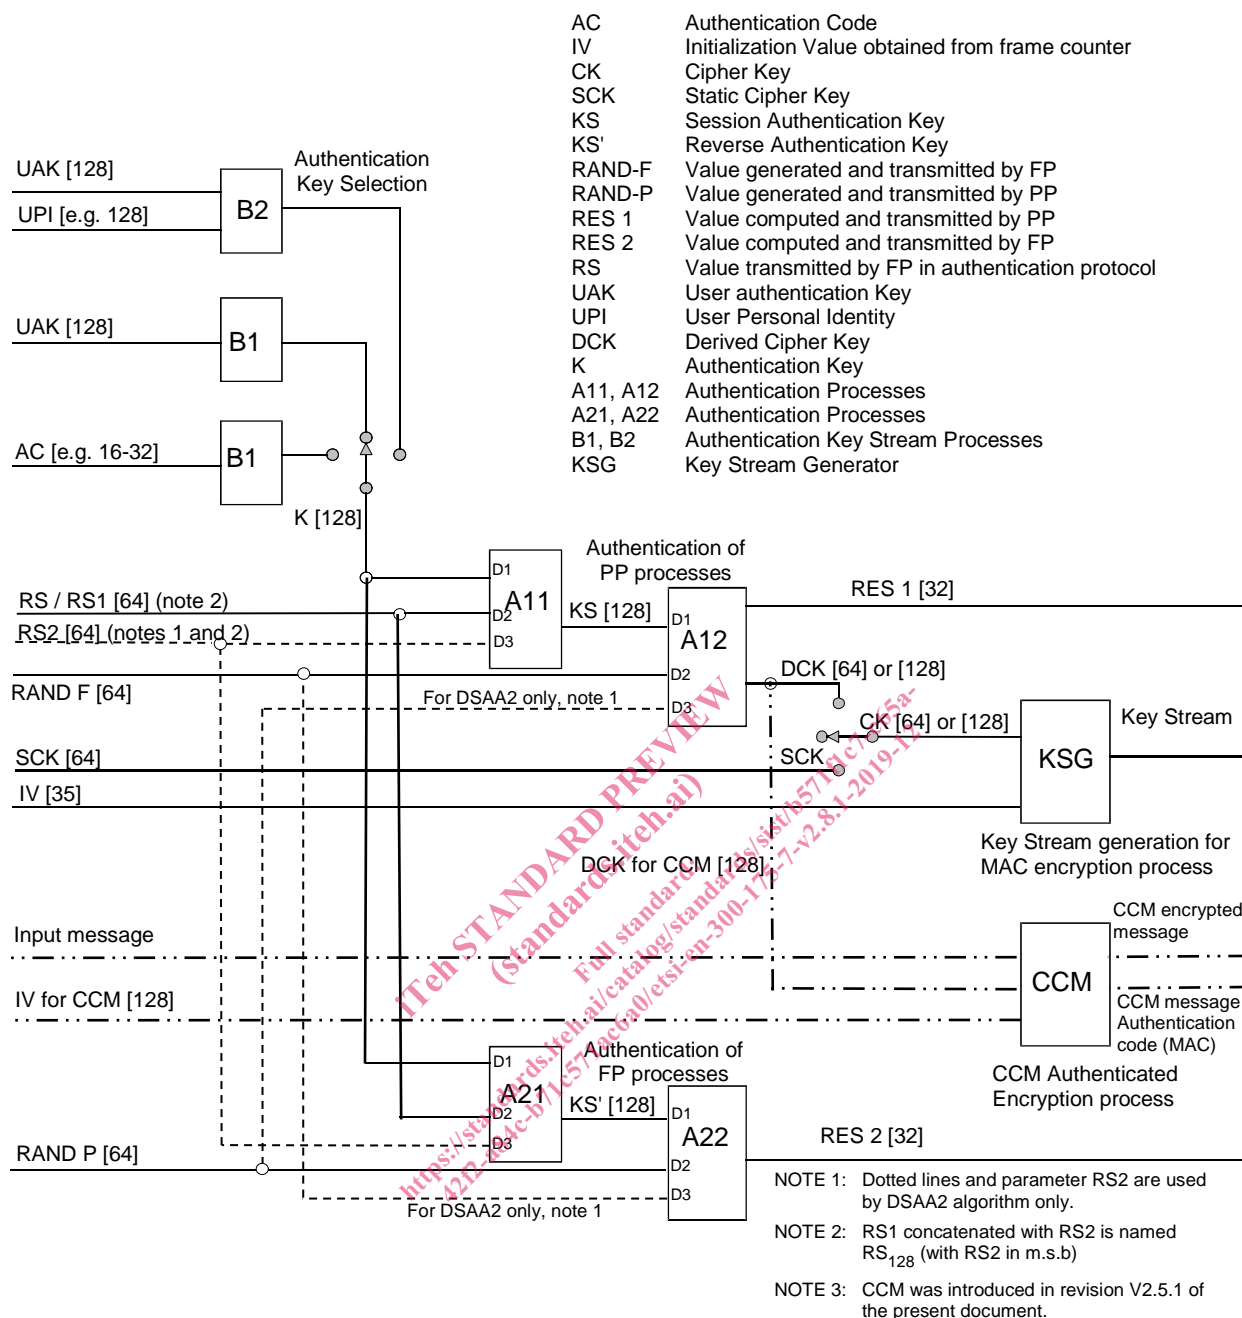 AC Authentication Code
IV Initialization Value obtained from frame counter
CK Cipher Key
SCK Static Cipher Key
KS Session Authentication Key
KS' Reverse Authentication Key
RAND-F Value generated and transmitted by FP
RAND-P Value generated and transmitted by PP
RES 1 Value computed and transmitted by PP
RES 2 Value computed and transmitted by FP
RS Value transmitted by FP in authentication protocol
UAK User authentication Key
UPI User Personal Identity
DCK Derived Cipher Key
K Authentication Key
A11, A12 Authentication Processes
A21, A22 Authentication Processes
B1, B2 Authentication Key Stream Processes
KSG Key Stream Generator
Authentication
Key Selection
UAK [128]
UPI [e.g. 128]
B2
UAK [128]
B1
AC [e.g. 16-32]
B1
K [128]
Authentication of
PP processes
D1
A11
D2
D3
KS [128]
D1
A12
D2
D3
RES 1 [32]
RS / RS1 [64] (note 2)
RS2 [64] (notes 1 and 2)
RAND F [64]
For DSAA2 only, note 1
DCK [64] or [128]
CK [64] or [128]
SCK
SCK [64]
IV [35]
KSG
Key Stream
Key Stream generation for
MAC encryption process
DCK for CCM [128]
Input message
IV for CCM [128]
CCM
CCM encrypted
message
CCM message
Authentication
code (MAC)
CCM Authenticated
Encryption process
Authentication of
FP processes
D1
A21
D2
D3
KS' [128]
D1
A22
D2
D3
RES 2 [32]
RAND P [64]
For DSAA2 only, note 1
NOTE 1: Dotted lines and parameter RS2 are used
by DSAA2 algorithm only.
NOTE 2: RS1 concatenated with RS2 is named
RS128 (with RS2 in m.s.b)
NOTE 3: CCM was introduced in revision V2.5.1 of
the present document.
iTeh STANDARD PREVIEW
(standards.iteh.ai)
Full standard: